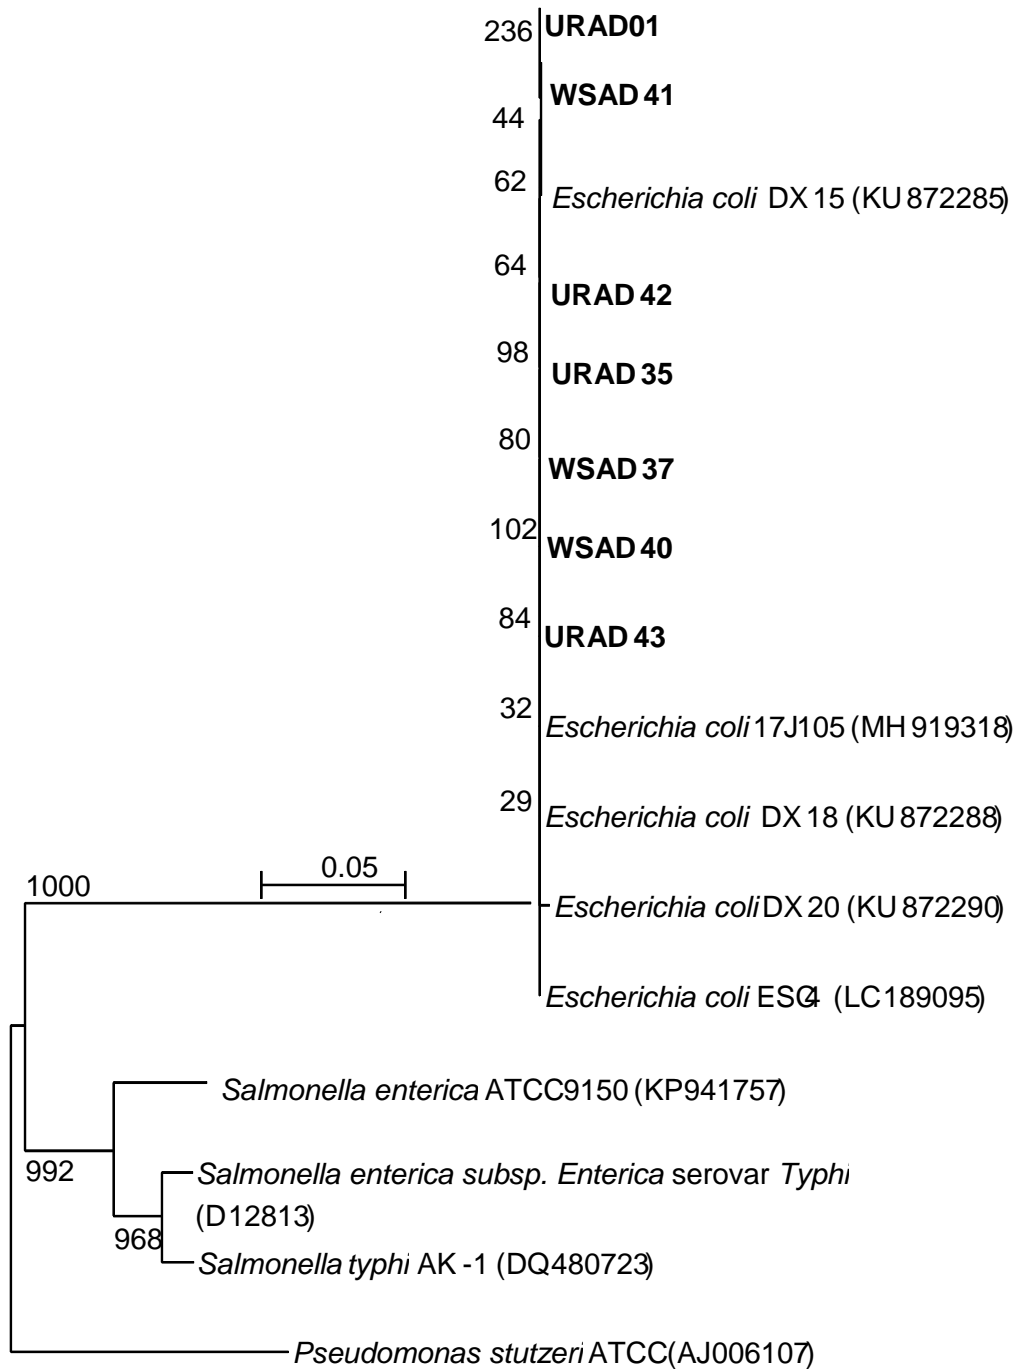 236 URAD01
WSAD 41
44
62
Escherichia coli DX 15 (KU 872285)
64
URAD 42
98
URAD 35
80
WSAD 37
102
WSAD 40
84
URAD 43
32
Escherichia coli 17J105 (MH 919318)
29
Escherichia coli DX 18 (KU 872288)
0.05
1000
Escherichia coli DX 20 (KU 872290)
Escherichia coli ESC4 (LC189095)
Salmonella enterica ATCC9150 (KP941757)
992
Salmonella enterica subsp. Enterica serovar Typhi
(D12813)
968
Salmonella typhi AK -1 (DQ480723)
Pseudomonas stutzeri ATCC(AJ006107)